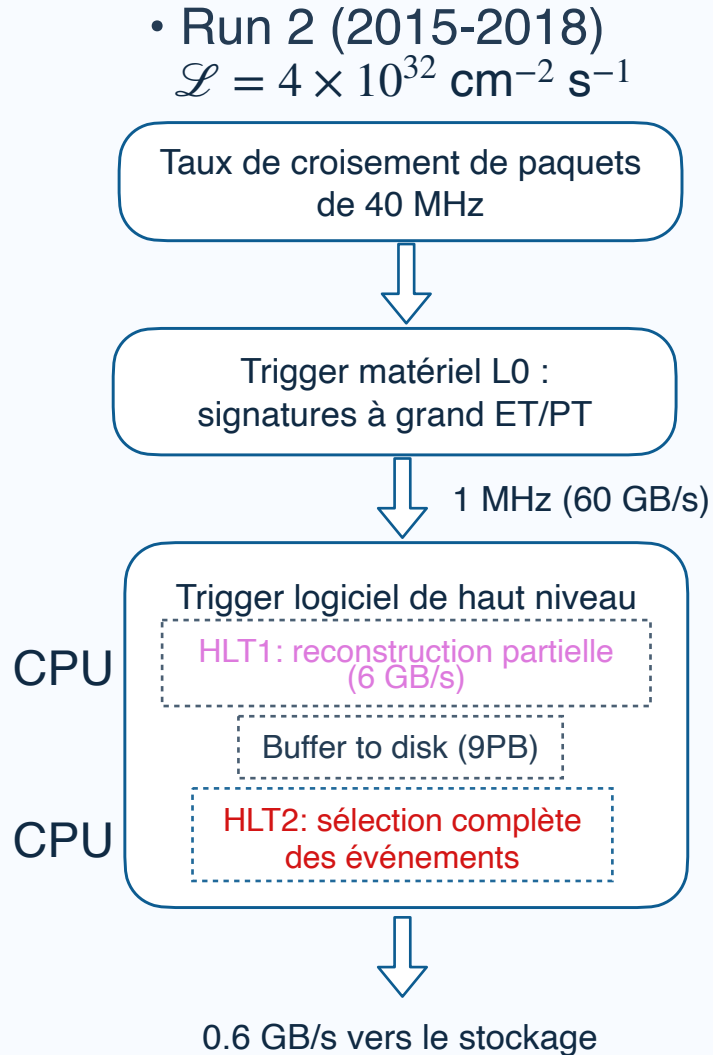 • Run 2 (2015-2018)
ℒ = 4 × 10³² cm⁻² s⁻¹
Taux de croisement de paquets
de 40 MHz
Trigger matériel L0 :
signatures à grand ET/PT
1 MHz (60 GB/s)
Trigger logiciel de haut niveau
CPU
HLT1: reconstruction partielle
(6 GB/s)
Buffer to disk (9PB)
CPU
HLT2: sélection complète
des événements
0.6 GB/s vers le stockage